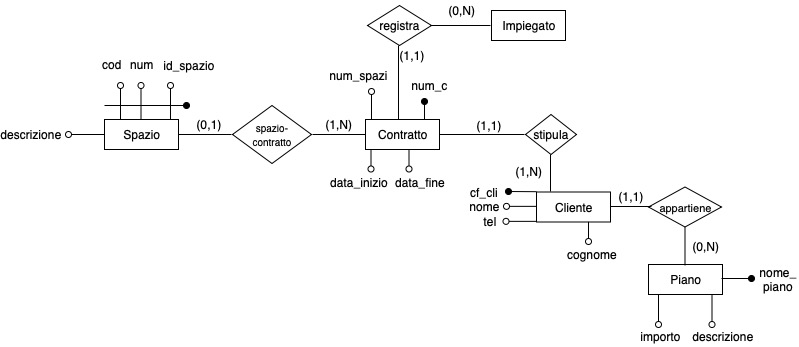 registra
(0,N)
Impiegato
(1,1)
cod
num
id_spazio
num_spazi
num_c
descrizione
Spazio
(0,1)
spazio-
contratto
(1,N)
Contratto
(1,1)
stipula
data_inizio
data_fine
(1,N)
cf_cli
nome
tel
Cliente
(1,1)
appartiene
cognome
(0,N)
Piano
nome_
piano
importo
descrizione